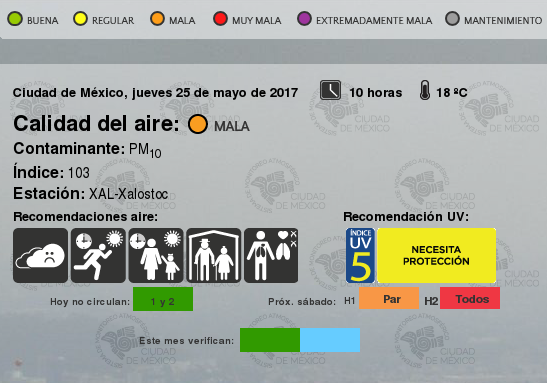 BUENA REGULAR MALA MUY MALA EXTREMADAMENTE MALA MANTENIMIENTO
Ciudad de México, jueves 25 de mayo de 2017 10 horas 18 ºC
Calidad del aire: MALA
Contaminante: PM10
Índice: 103
Estación: XAL-Xalostoc
Recomendaciones aire: Recomendación UV:
ÍNDICE UV 5 NECESITA PROTECCIÓN
Hoy no circulan: 1 y 2 Próx. sábado: H1 Par H2 Todos
Este mes verifican:
CIUDAD DE MÉXICO